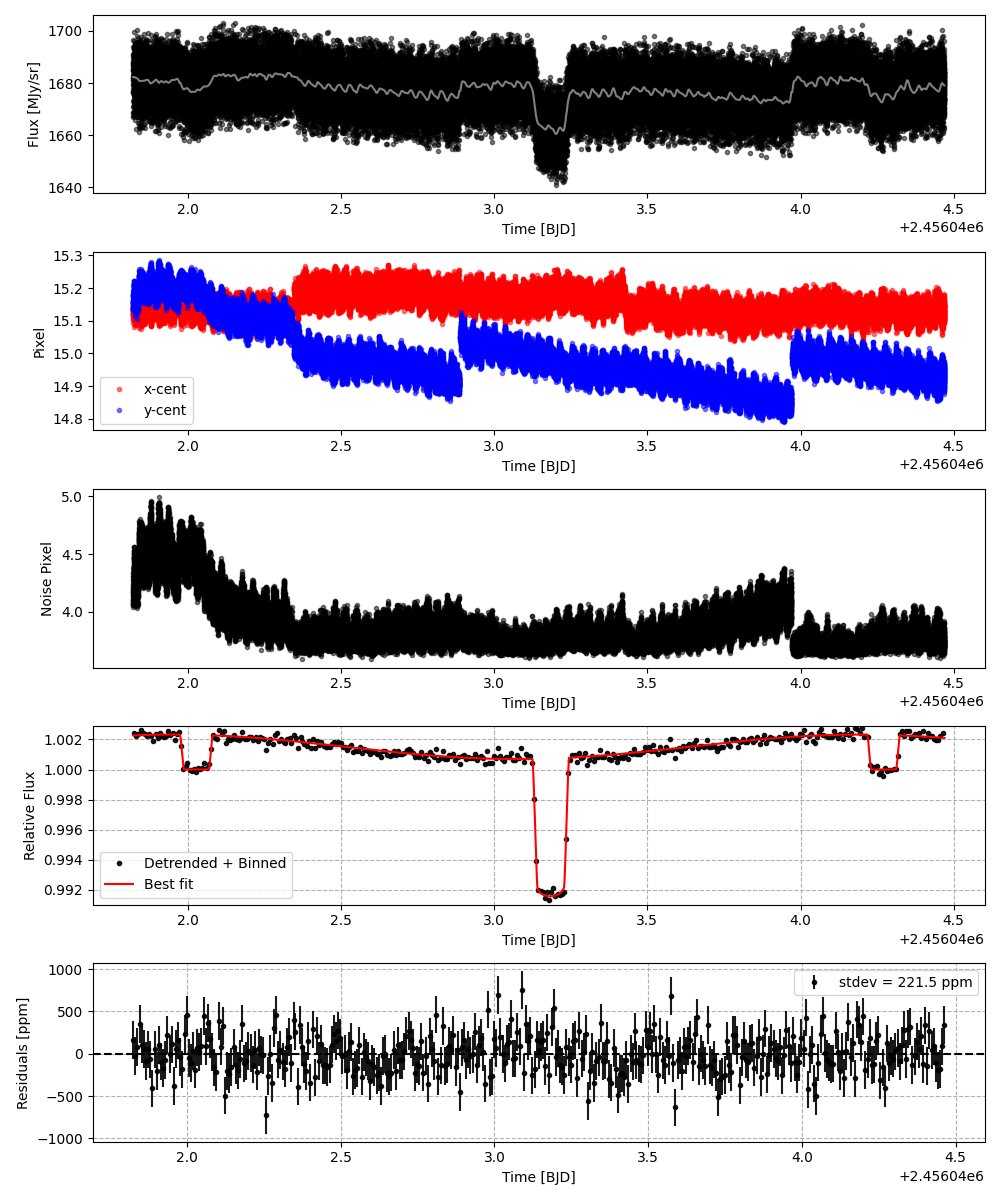 Flux [MJy/sr]
1700
1680
1660
1640
2.0 2.5 3.0 3.5 4.0 4.5
Time [BJD]
+2.45604e6
Pixel
15.3
15.2
15.1
15.0
14.9
14.8
x-cent
y-cent
2.0 2.5 3.0 3.5 4.0 4.5
Time [BJD]
+2.45604e6
Noise Pixel
5.0
4.5
4.0
2.0 2.5 3.0 3.5 4.0 4.5
Time [BJD]
+2.45604e6
Relative Flux
1.002
1.000
0.998
0.996
0.994
0.992
Detrended + Binned
Best fit
2.0 2.5 3.0 3.5 4.0 4.5
Time [BJD]
+2.45604e6
Residuals [ppm]
1000
500
0
−500
−1000
stdev = 221.5 ppm
2.0 2.5 3.0 3.5 4.0 4.5
Time [BJD]
+2.45604e6